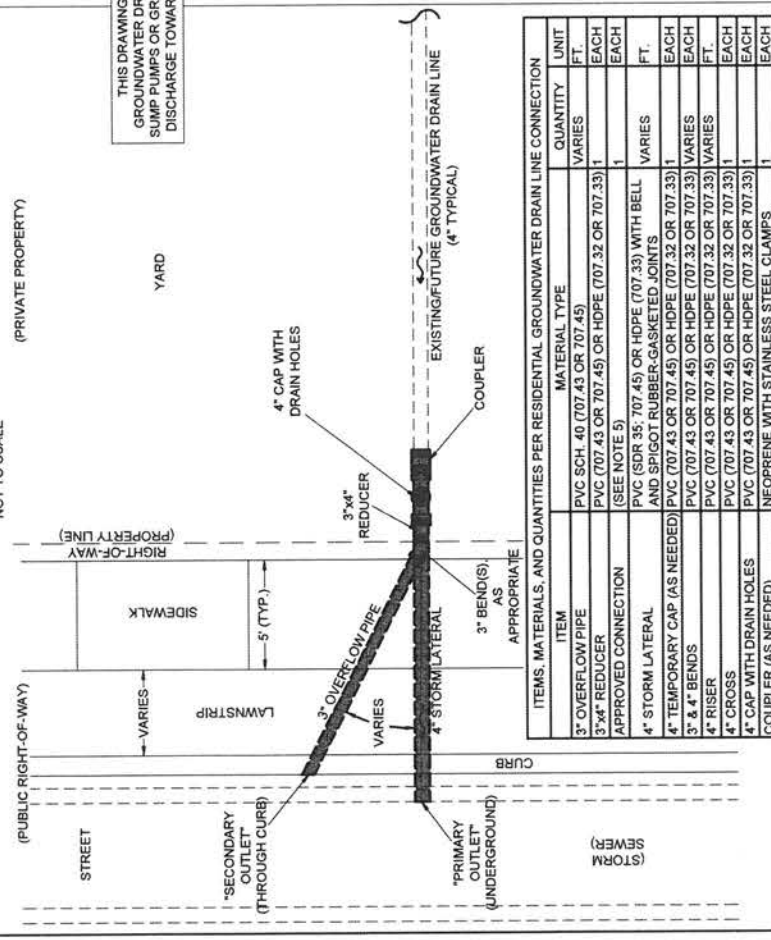 NOT TO SCALE
(PUBLIC RIGHT-OF-WAY)
(PRIVATE PROPERTY)
THIS DRAWING
GROUNDWATER DR
SUMP PUMPS OR GR
DISCHARGE TOWAR
STREET
VARIES
LAWNSTRIP
SIDEWALK
5' (TYP.)
RIGHT-OF-WAY
(PROPERTY LINE)
YARD
"SECONDARY
OUTLET"
(THROUGH CURB)
3" OVERFLOW PIPE
VARIES
4" STORM LATERAL
3"x4"
REDUCER
4" CAP WITH
DRAIN HOLES
EXISTING/FUTURE GROUNDWATER DRAIN LINE
(4" TYPICAL)
COUPLER
3" BEND(S),
AS
APPROPRIATE
"PRIMARY
OUTLET"
(UNDERGROUND)
CURB
(STORM
SEWER)
ITEMS, MATERIALS, AND QUANTITIES PER RESIDENTIAL GROUNDWATER DRAIN LINE CONNECTION
ITEM MATERIAL TYPE QUANTITY UNIT
3" OVERFLOW PIPE PVC SCH. 40 (707.43 OR 707.45) VARIES FT.
3"x4" REDUCER PVC (707.43 OR 707.45) OR HDPE (707.32 OR 707.33) 1 EACH
APPROVED CONNECTION (SEE NOTE 5) 1 EACH
4" STORM LATERAL PVC (SDR 35; 707.45) OR HDPE (707.33) WITH BELL VARIES FT.
AND SPIGOT RUBBER-GASKETED JOINTS
4" TEMPORARY CAP (AS NEEDED) PVC (707.43 OR 707.45) OR HDPE (707.32 OR 707.33) 1 EACH
3" & 4" BENDS PVC (707.43 OR 707.45) OR HDPE (707.32 OR 707.33) VARIES EACH
4" RISER PVC (707.43 OR 707.45) OR HDPE (707.32 OR 707.33) VARIES FT.
4" CROSS PVC (707.43 OR 707.45) OR HDPE (707.32 OR 707.33) 1 EACH
4" CAP WITH DRAIN HOLES PVC (707.43 OR 707.45) OR HDPE (707.32 OR 707.33) 1 EACH
COUPLER (AS NEEDED) NEOPRENE WITH STAINLESS STEEL CLAMPS 1 EACH